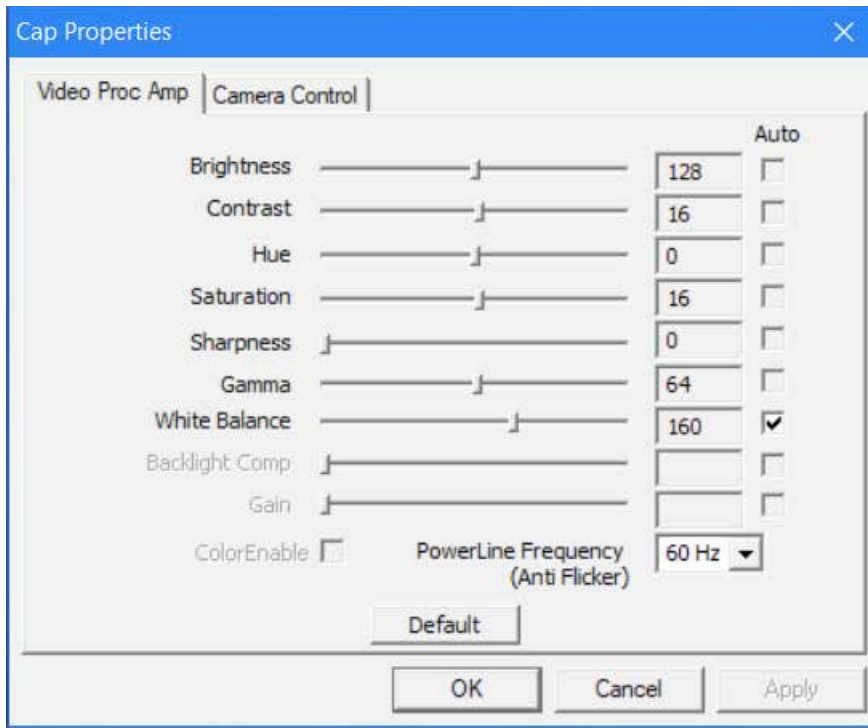 Cap Properties
Video Proc Amp Camera Control
Auto
Brightness 128
Contrast 16
Hue 0
Saturation 16
Sharpness 0
Gamma 64
White Balance 160
Backlight Comp
Gain
ColorEnable PowerLine Frequency 60 Hz
(Anti Flicker)
Default
OK Cancel Apply